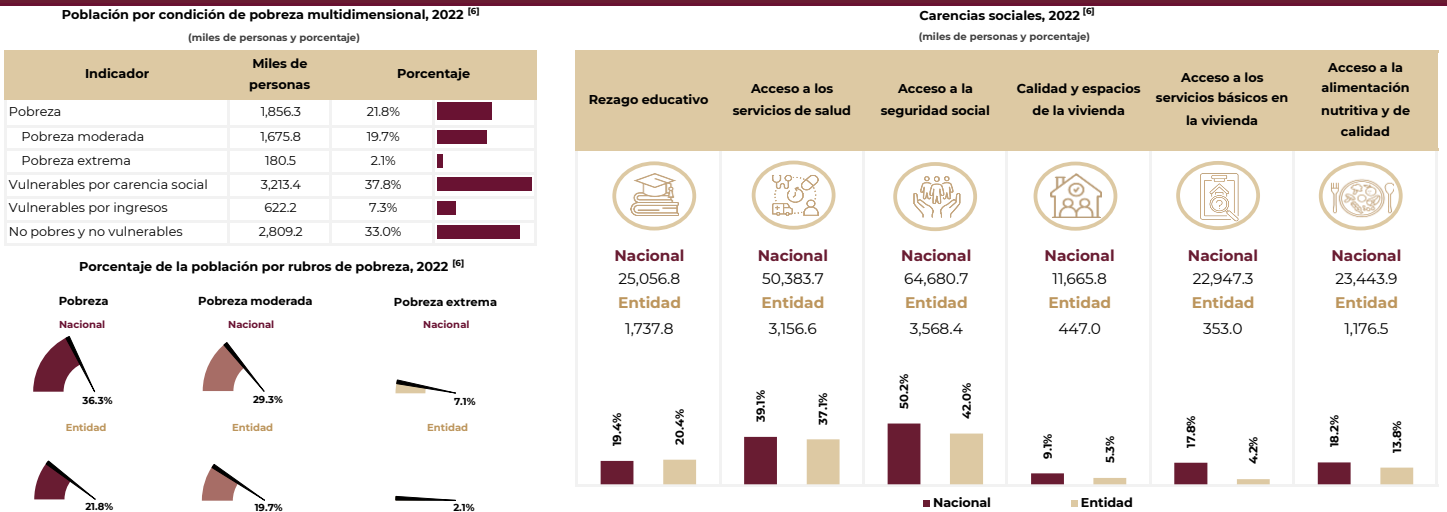 Población por condición de pobreza multidimensional, 2022 [6]
(miles de personas y porcentaje)
Indicador
Miles de
personas
Porcentaje
Pobreza 1,856.3 21.8%
Pobreza moderada 1,675.8 19.7%
Pobreza extrema 180.5 2.1%
Vulnerables por carencia social 3,213.4 37.8%
Vulnerables por ingresos 622.2 7.3%
No pobres y no vulnerables 2,809.2 33.0%
Porcentaje de la población por rubros de pobreza, 2022 [6]
Pobreza Pobreza moderada Pobreza extrema
Nacional Nacional Nacional
36.3% 29.3% 7.1%
Entidad Entidad Entidad
21.8% 19.7% 2.1%
Carencias sociales, 2022 [6]
(miles de personas y porcentaje)
Rezago educativo
Acceso a los
servicios de salud
Acceso a la
seguridad social
Calidad y espacios
de la vivienda
Acceso a los
servicios básicos en
la vivienda
Acceso a la
alimentación
nutritiva y de
calidad
Nacional Nacional Nacional Nacional Nacional Nacional
25,056.8 50,383.7 64,680.7 11,665.8 22,947.3 23,443.9
Entidad Entidad Entidad Entidad Entidad Entidad
1,737.8 3,156.6 3,568.4 447.0 353.0 1,176.5
19.4% 20.4% 39.1% 37.1% 50.2% 42.0% 9.1% 5.3% 17.8% 4.2% 18.2% 13.8%
Nacional Entidad